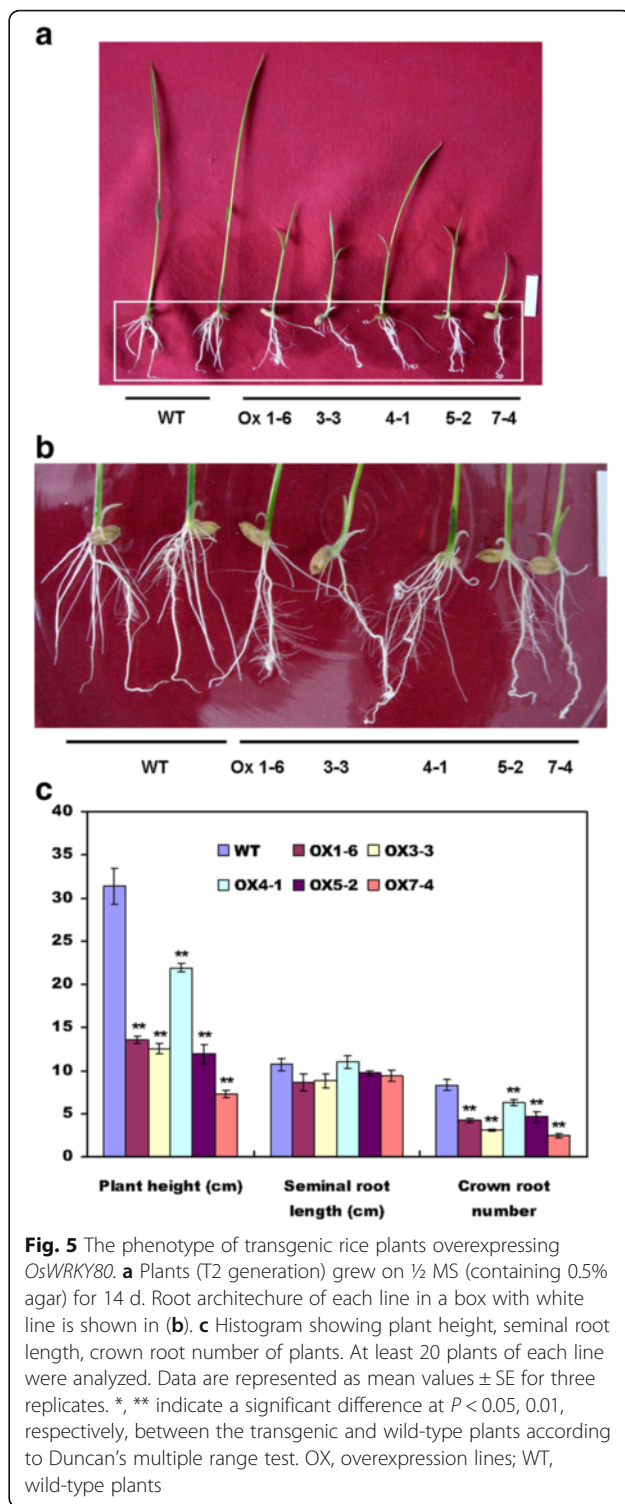 a
WT
Ox 1-6
3-3
4-1
5-2
7-4
b
WT
Ox 1-6
3-3
4-1
5-2
7-4
c
40
35
30
25
20
15
10
5
0
WT
OX1-6
OX3-3
OX4-1
OX5-2
OX7-4
**
**
**
**
**
**
**
**
**
**
Plant height (cm)
Seminal root
length (cm)
Crown root
number
Fig. 5 The phenotype of transgenic rice plants overexpressing
OsWRKY80. a Plants (T2 generation) grew on ½ MS (containing 0.5%
agar) for 14 d. Root architechure of each line in a box with white
line is shown in (b). c Histogram showing plant height, seminal root
length, crown root number of plants. At least 20 plants of each line
were analyzed. Data are represented as mean values ± SE for three
replicates. *, ** indicate a significant difference at P < 0.05, 0.01,
respectively, between the transgenic and wild-type plants according
to Duncan's multiple range test. OX, overexpression lines; WT,
wild-type plants